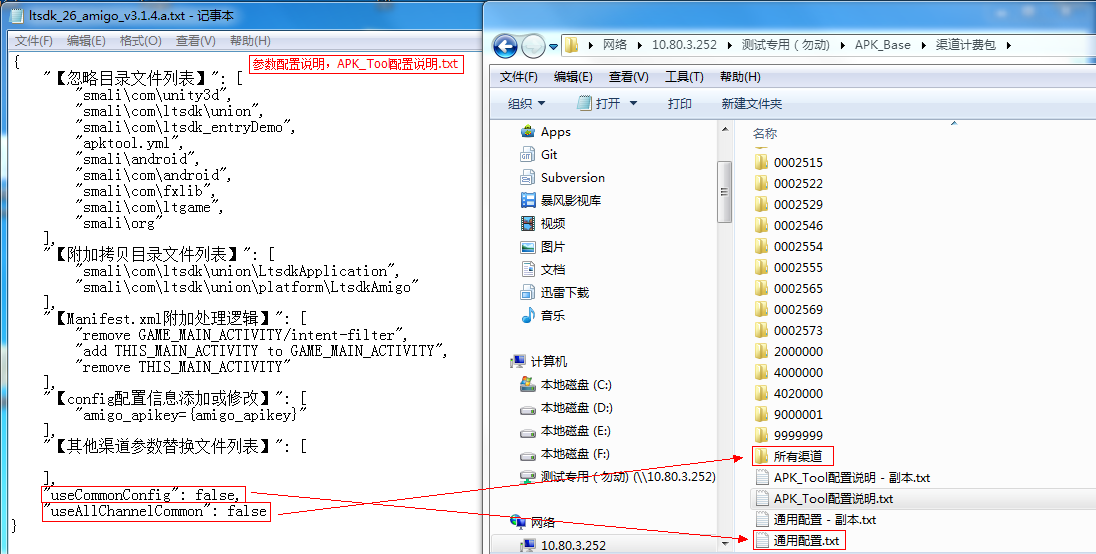 ltsdk_26_amigo_v3.1.4.a.txt - 记事本
文件(F) 编辑(E) 格式(O) 查看(V) 帮助(H)
参数配置说明，APK_Tool配置说明.txt
{
"【忽略目录文件列表】": [
"smali\com\unity3d",
"smali\com\ltsdk\union",
"smali\com\ltsdk_entryDemo",
"apktool.yml",
"smali\android",
"smali\com\android",
"smali\com\fxlib",
"smali\com\ltgame",
"smali\org"
],
"【附加拷贝目录文件列表】": [
"smali\com\ltsdk\union\LtsdkApplication",
"smali\com\ltsdk\union\platform\LtsdkAmigo"
],
"【Manifest.xml附加处理逻辑】": [
"remove GAME_MAIN_ACTIVITY/intent-filter",
"add THIS_MAIN_ACTIVITY to GAME_MAIN_ACTIVITY",
"remove THIS_MAIN_ACTIVITY"
],
"【config配置信息添加或修改】": [
"amigo_apikey={amigo_apikey}"
],
"【其他渠道参数替换文件列表】": [
],
"useCommonConfig": false,
"useAllChannelCommon": false
}
网络 10.80.3.252 测试专用（勿动） APK_Base 渠道计费包
文件(F) 编辑(E) 查看(V) 工具(T) 帮助(H)
组织 打开 打印 新建文件夹
Apps
Git
Subversion
暴风影视库
视频
图片
文档
迅雷下载
音乐
计算机
本地磁盘 (C:)
本地磁盘 (D:)
本地磁盘 (E:)
本地磁盘 (F:)
测试专用（勿动） (\\10.80.3.252)
网络
10.80.3.252
名称
0002515
0002522
0002529
0002546
0002554
0002555
0002565
0002569
0002573
2000000
4000000
4020000
9000001
9999999
所有渠道
APK_Tool配置说明 - 副本.txt
APK_Tool配置说明.txt
通用配置 - 副本.txt
通用配置.txt